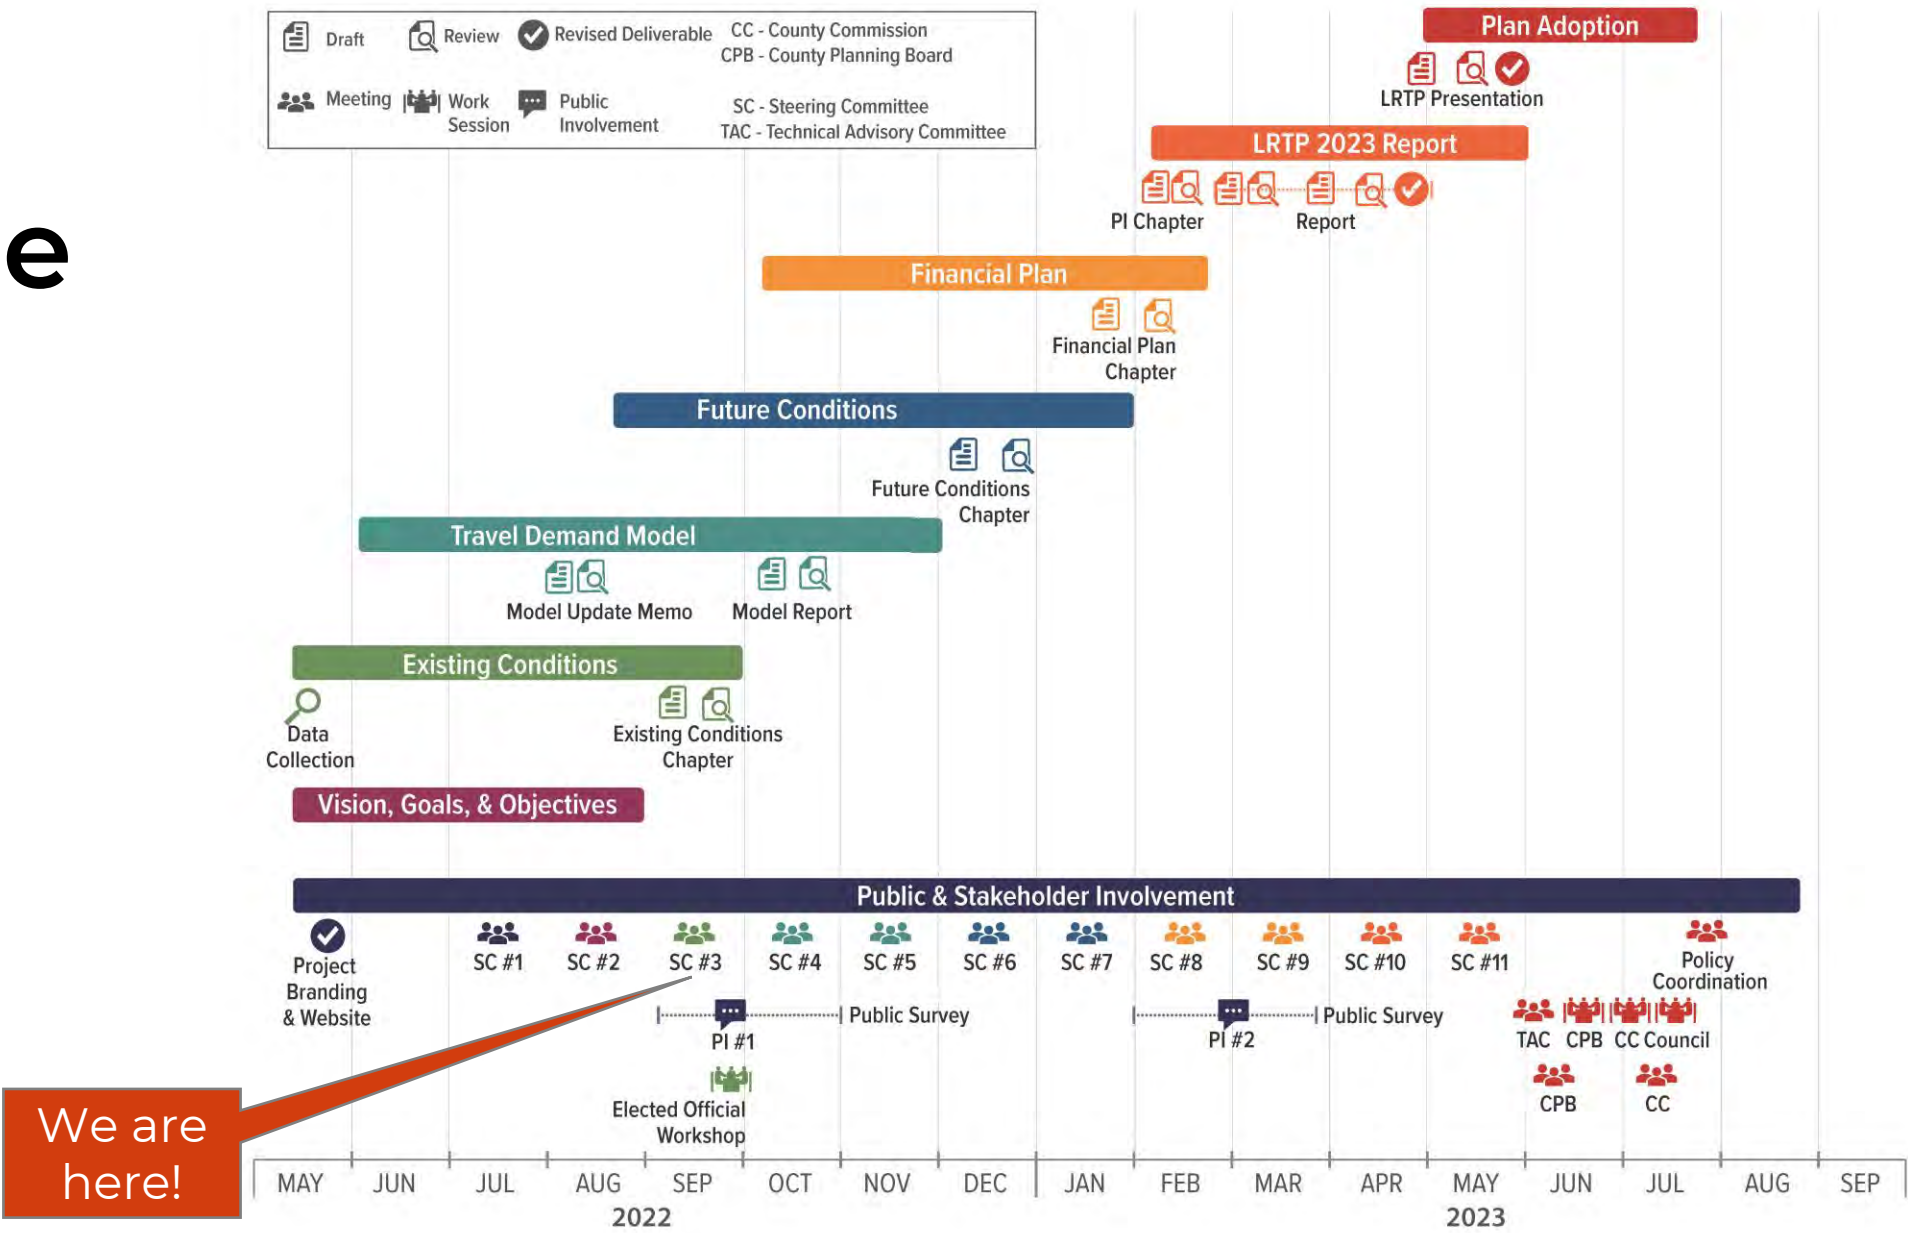 Draft
Review
Revised Deliverable
CC - County Commission
CPB - County Planning Board
Meeting
Work
Session
Public
Involvement
SC - Steering Committee
TAC - Technical Advisory Committee
Plan Adoption
LRTP Presentation
LRTP 2023 Report
PI Chapter
Report
e
Financial Plan
Financial Plan
Chapter
Future Conditions
Future Conditions
Chapter
Travel Demand Model
Model Update Memo
Model Report
Existing Conditions
Data
Collection
Existing Conditions
Chapter
Vision, Goals, & Objectives
Public & Stakeholder Involvement
Project
Branding
& Website
SC #1
SC #2
SC #3
SC #4
SC #5
SC #6
SC #7
SC #8
SC #9
SC #10
SC #11
Policy
Coordination
Public Survey
PI #1
Public Survey
PI #2
TAC
CPB
CC Council
CPB
CC
Elected Official
Workshop
We are
here!
MAY
JUN
JUL
AUG
SEP
OCT
NOV
DEC
JAN
FEB
MAR
APR
MAY
JUN
JUL
AUG
SEP
2022
2023